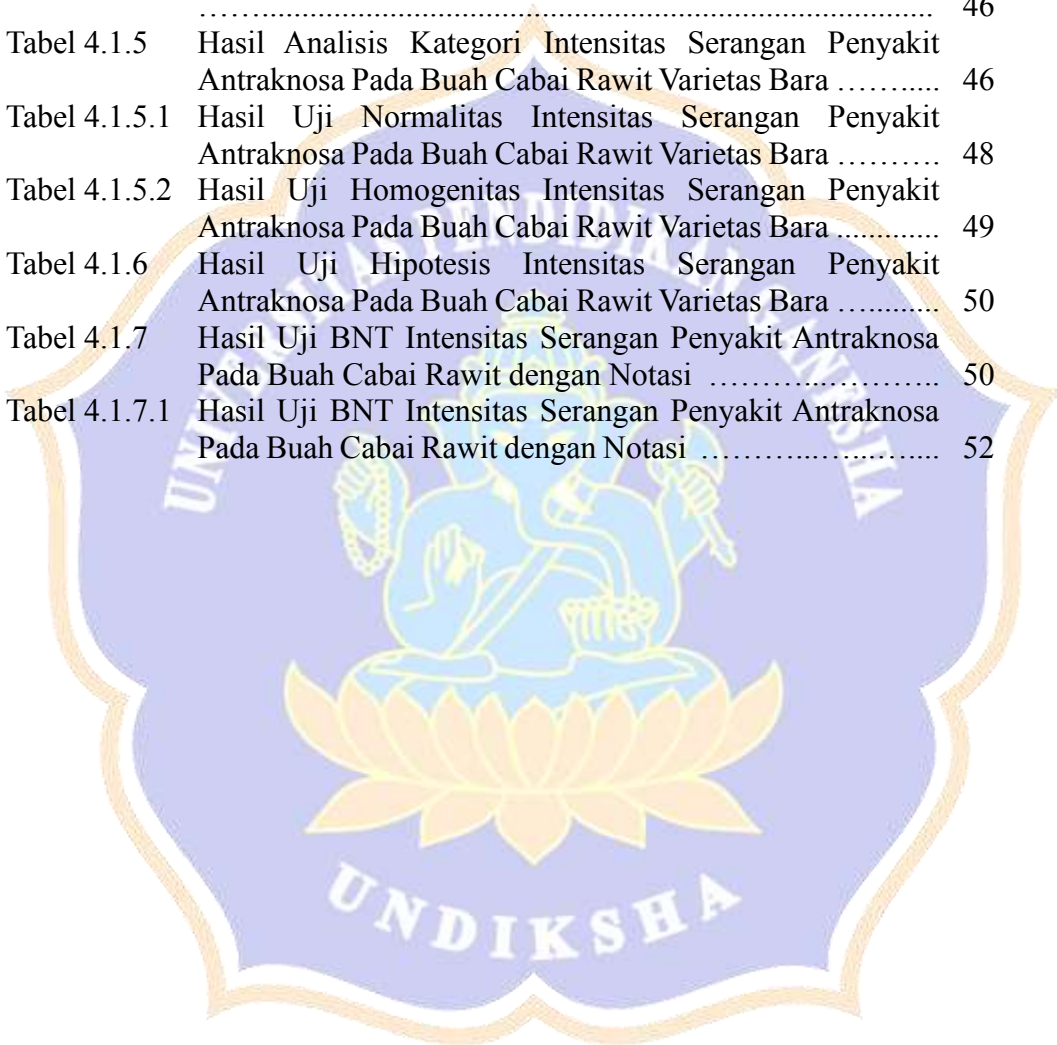 …….................................................................................... 46
Tabel 4.1.5 Hasil Analisis Kategori Intensitas Serangan Penyakit
Antraknosa Pada Buah Cabai Rawit Varietas Bara ……..... 46
Tabel 4.1.5.1 Hasil Uji Normalitas Intensitas Serangan Penyakit
Antraknosa Pada Buah Cabai Rawit Varietas Bara ………. 48
Tabel 4.1.5.2 Hasil Uji Homogenitas Intensitas Serangan Penyakit
Antraknosa Pada Buah Cabai Rawit Varietas Bara ............. 49
Tabel 4.1.6 Hasil Uji Hipotesis Intensitas Serangan Penyakit
Antraknosa Pada Buah Cabai Rawit Varietas Bara …......... 50
Tabel 4.1.7 Hasil Uji BNT Intensitas Serangan Penyakit Antraknosa
Pada Buah Cabai Rawit dengan Notasi ………...……….. 50
Tabel 4.1.7.1 Hasil Uji BNT Intensitas Serangan Penyakit Antraknosa
Pada Buah Cabai Rawit dengan Notasi ………...…...….... 52
UNIVERSITAS PENDIDIKAN GANESHA
UNDIKSHA